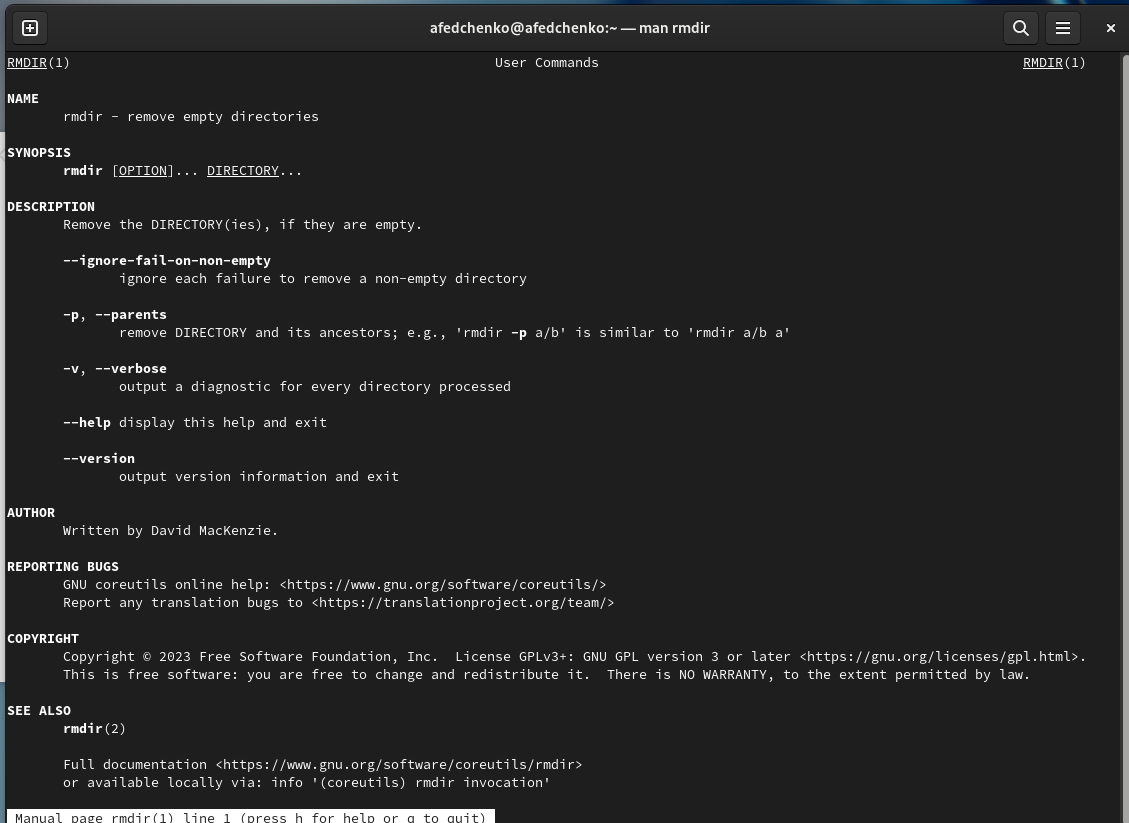 afedchenko@afedchenko:~ — man rmdir
RMDIR(1) User Commands RMDIR(1)
NAME
rmdir - remove empty directories
SYNOPSIS
rmdir [OPTION]... DIRECTORY...
DESCRIPTION
Remove the DIRECTORY(ies), if they are empty.
--ignore-fail-on-non-empty
ignore each failure to remove a non-empty directory
-p, --parents
remove DIRECTORY and its ancestors; e.g., 'rmdir -p a/b' is similar to 'rmdir a/b a'
-v, --verbose
output a diagnostic for every directory processed
--help display this help and exit
--version
output version information and exit
AUTHOR
Written by David MacKenzie.
REPORTING BUGS
GNU coreutils online help: <https://www.gnu.org/software/coreutils/>
Report any translation bugs to <https://translationproject.org/team/>
COPYRIGHT
Copyright © 2023 Free Software Foundation, Inc.  License GPLv3+: GNU GPL version 3 or later <https://gnu.org/licenses/gpl.html>.
This is free software: you are free to change and redistribute it.  There is NO WARRANTY, to the extent permitted by law.
SEE ALSO
rmdir(2)
Full documentation <https://www.gnu.org/software/coreutils/rmdir>
or available locally via: info '(coreutils) rmdir invocation'
Manual page rmdir(1) line 1 (press h for help or q to quit)